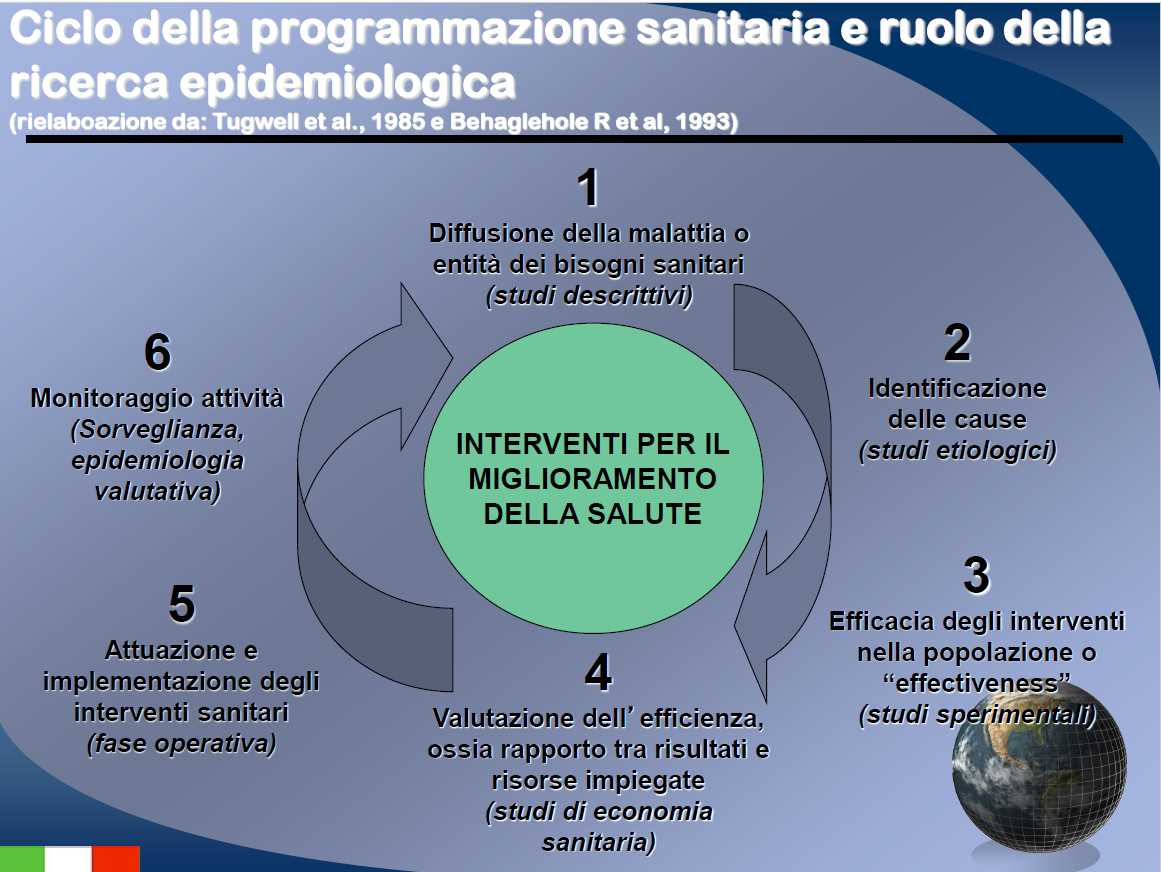 Ciclo della programmazione sanitaria e ruolo della
ricerca epidemiologica
(rielaboazione da: Tugwell et al., 1985 e Behaglehole R et al, 1993)
1
Diffusione della malattia o
entità dei bisogni sanitari
(studi descrittivi)
2
Identificazione
delle cause
(studi etiologici)
3
Efficacia degli interventi
nella popolazione o
“effectiveness”
(studi sperimentali)
4
Valutazione dell’ efficienza,
ossia rapporto tra risultati e
risorse impiegate
(studi di economia
sanitaria)
5
Attuazione e
implementazione degli
interventi sanitari
(fase operativa)
6
Monitoraggio attività
(Sorveglianza,
epidemiologia
valutativa)
INTERVENTI PER IL
MIGLIORAMENTO
DELLA SALUTE